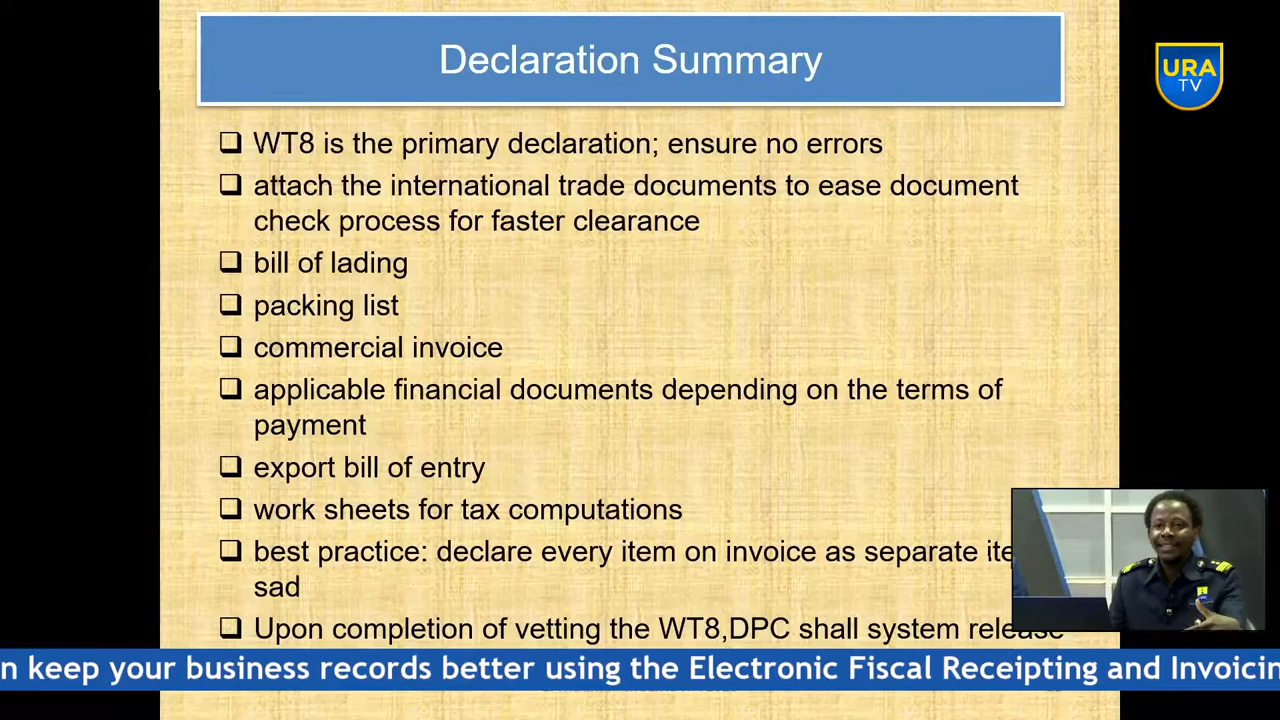 Declaration Summary
URA
TV
WT8 is the primary declaration; ensure no errors
attach the international trade documents to ease document
check process for faster clearance
bill of lading
packing list
commercial invoice
applicable financial documents depending on the terms of
payment
export bill of entry
work sheets for tax computations
best practice: declare every item on invoice as separate
sad
Upon completion of vetting the WT8,DPC shall system release
n keep your business records better using the Electronic Fiscal Receipting and Invoicin